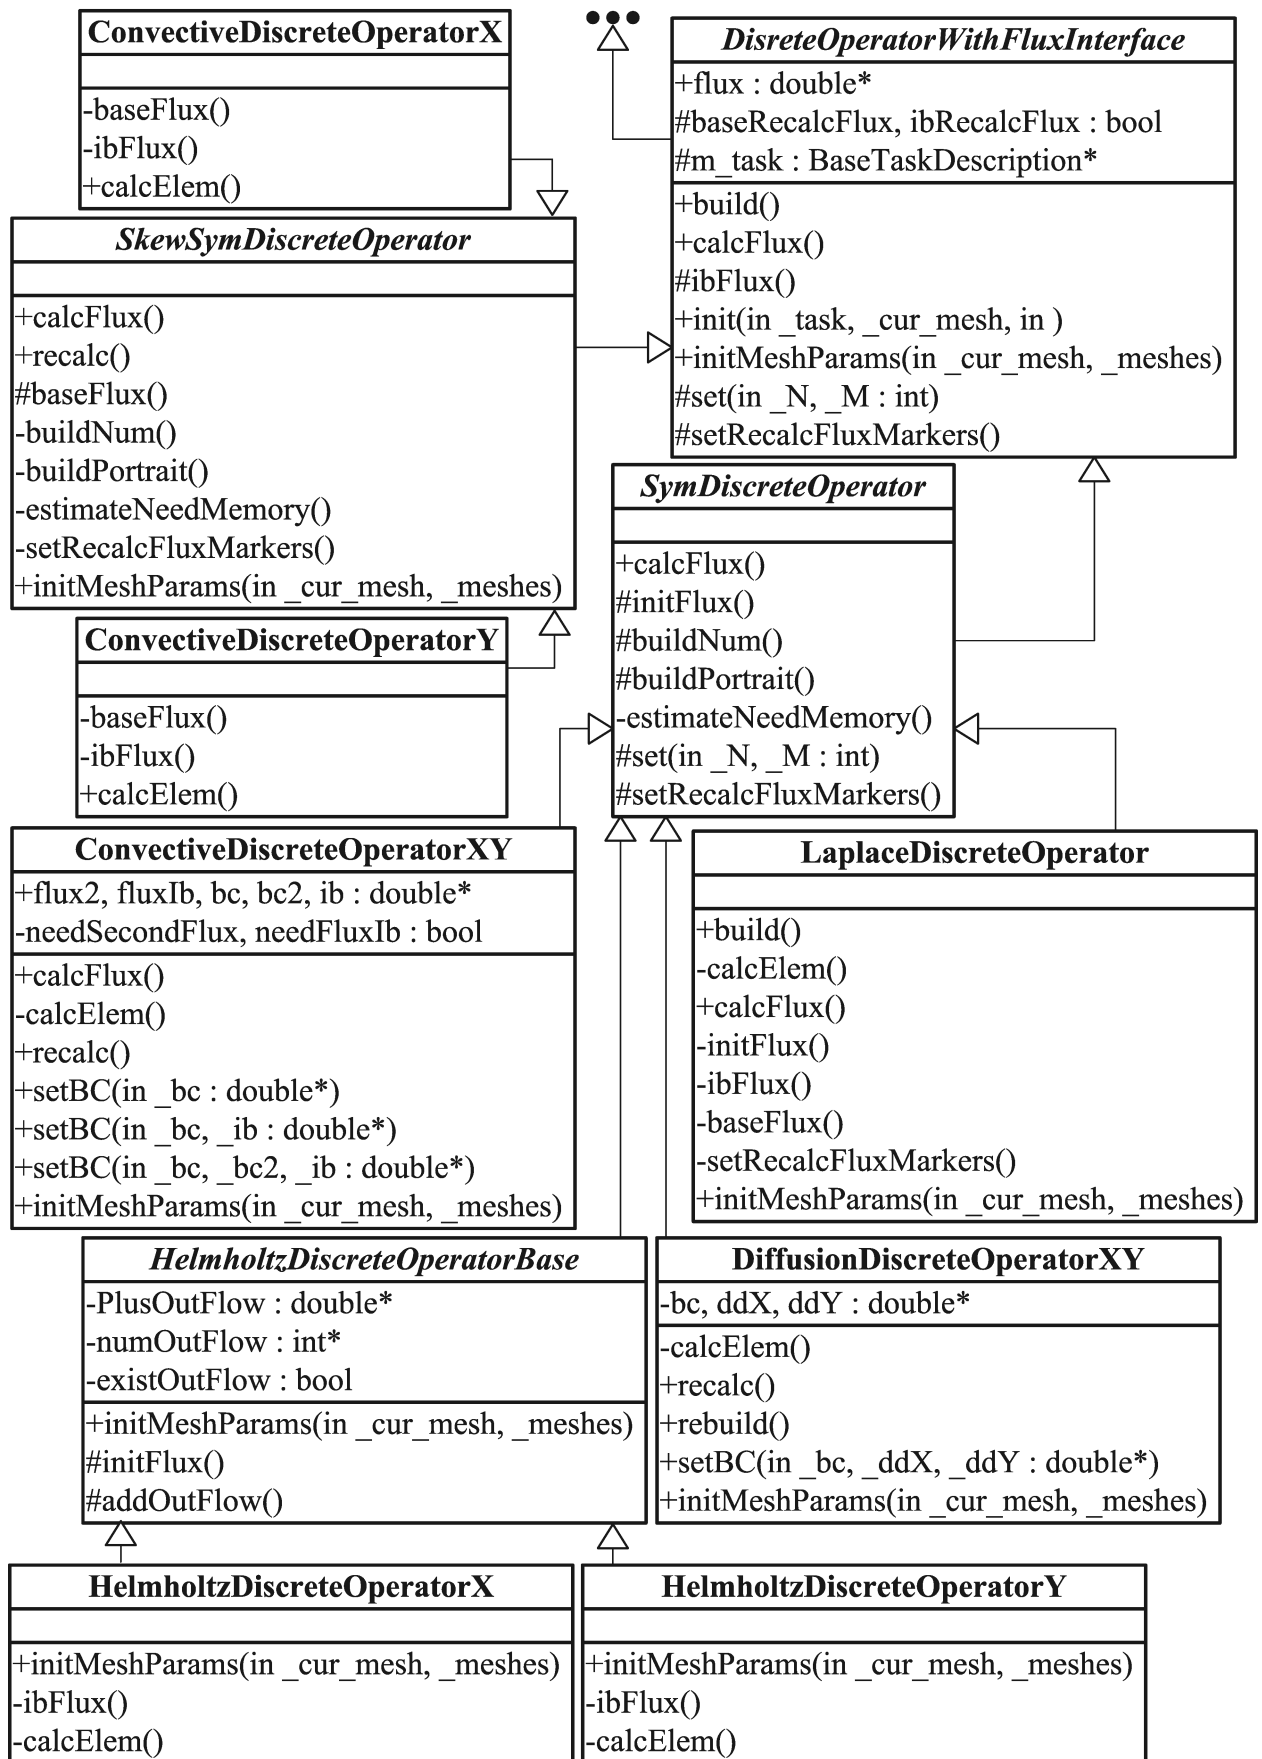 ConvectiveDiscreteOperatorX
-baseFlux()
-ibFlux()
+calcElem()
DisreteOperatorWithFluxInterface
+flux : double*
#baseRecalcFlux, ibRecalcFlux : bool
#m_task : BaseTaskDescription*
+build()
+calcFlux()
#ibFlux()
+init(in _task, _cur_mesh, in )
+initMeshParams(in _cur_mesh, _meshes)
#set(in _N, _M : int)
#setRecalcFluxMarkers()
SkewSymDiscreteOperator
+calcFlux()
+recalc()
#baseFlux()
-buildNum()
-buildPortrait()
-estimateNeedMemory()
-setRecalcFluxMarkers()
+initMeshParams(in _cur_mesh, _meshes)
SymDiscreteOperator
+calcFlux()
#initFlux()
#buildNum()
#buildPortrait()
-estimateNeedMemory()
#set(in _N, _M : int)
#setRecalcFluxMarkers()
ConvectiveDiscreteOperatorY
-baseFlux()
-ibFlux()
+calcElem()
ConvectiveDiscreteOperatorXY
+flux2, fluxIb, bc, bc2, ib : double*
-needSecondFlux, needFluxIb : bool
+calcFlux()
-calcElem()
+recalc()
+setBC(in _bc : double*)
+setBC(in _bc, _ib : double*)
+setBC(in _bc, _bc2, _ib : double*)
+initMeshParams(in _cur_mesh, _meshes)
LaplaceDiscreteOperator
+build()
-calcElem()
+calcFlux()
-initFlux()
-ibFlux()
-baseFlux()
-setRecalcFluxMarkers()
+initMeshParams(in _cur_mesh, _meshes)
HelmholtzDiscreteOperatorBase
-PlusOutFlow : double*
-numOutFlow : int*
-existOutFlow : bool
+initMeshParams(in _cur_mesh, _meshes)
#initFlux()
#addOutFlow()
DiffusionDiscreteOperatorXY
-bc, ddX, ddY : double*
-calcElem()
+recalc()
+rebuild()
+setBC(in _bc, _ddX, _ddY : double*)
+initMeshParams(in _cur_mesh, _meshes)
HelmholtzDiscreteOperatorX
+initMeshParams(in _cur_mesh, _meshes)
-ibFlux()
-calcElem()
HelmholtzDiscreteOperatorY
+initMeshParams(in _cur_mesh, _meshes)
-ibFlux()
-calcElem()